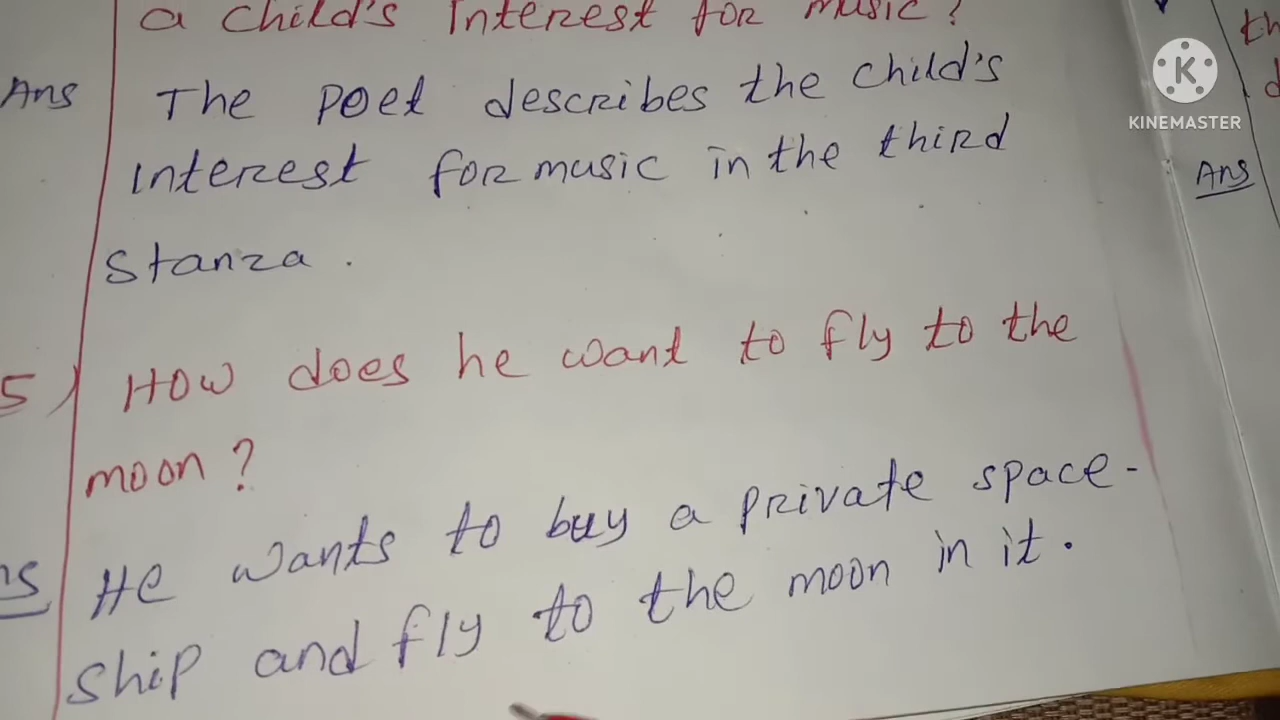 a child's interest for music?
Ans The poet describes the child's
interest for music in the third
stanza.
5) How does he want to fly to the
moon?
He wants to buy a private space-
ship and fly to the moon in it.
KINEMASTER
Ans